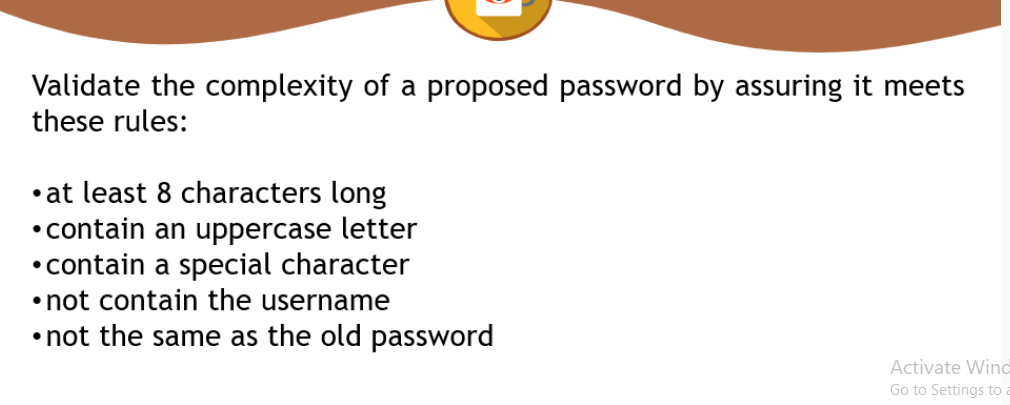 Validate the complexity of a proposed password by assuring it meets
these rules:
•at least 8 characters long
•contain an uppercase letter
•contain a special character
•not contain the username
•not the same as the old password
Activate Wind
Go to Settings to a